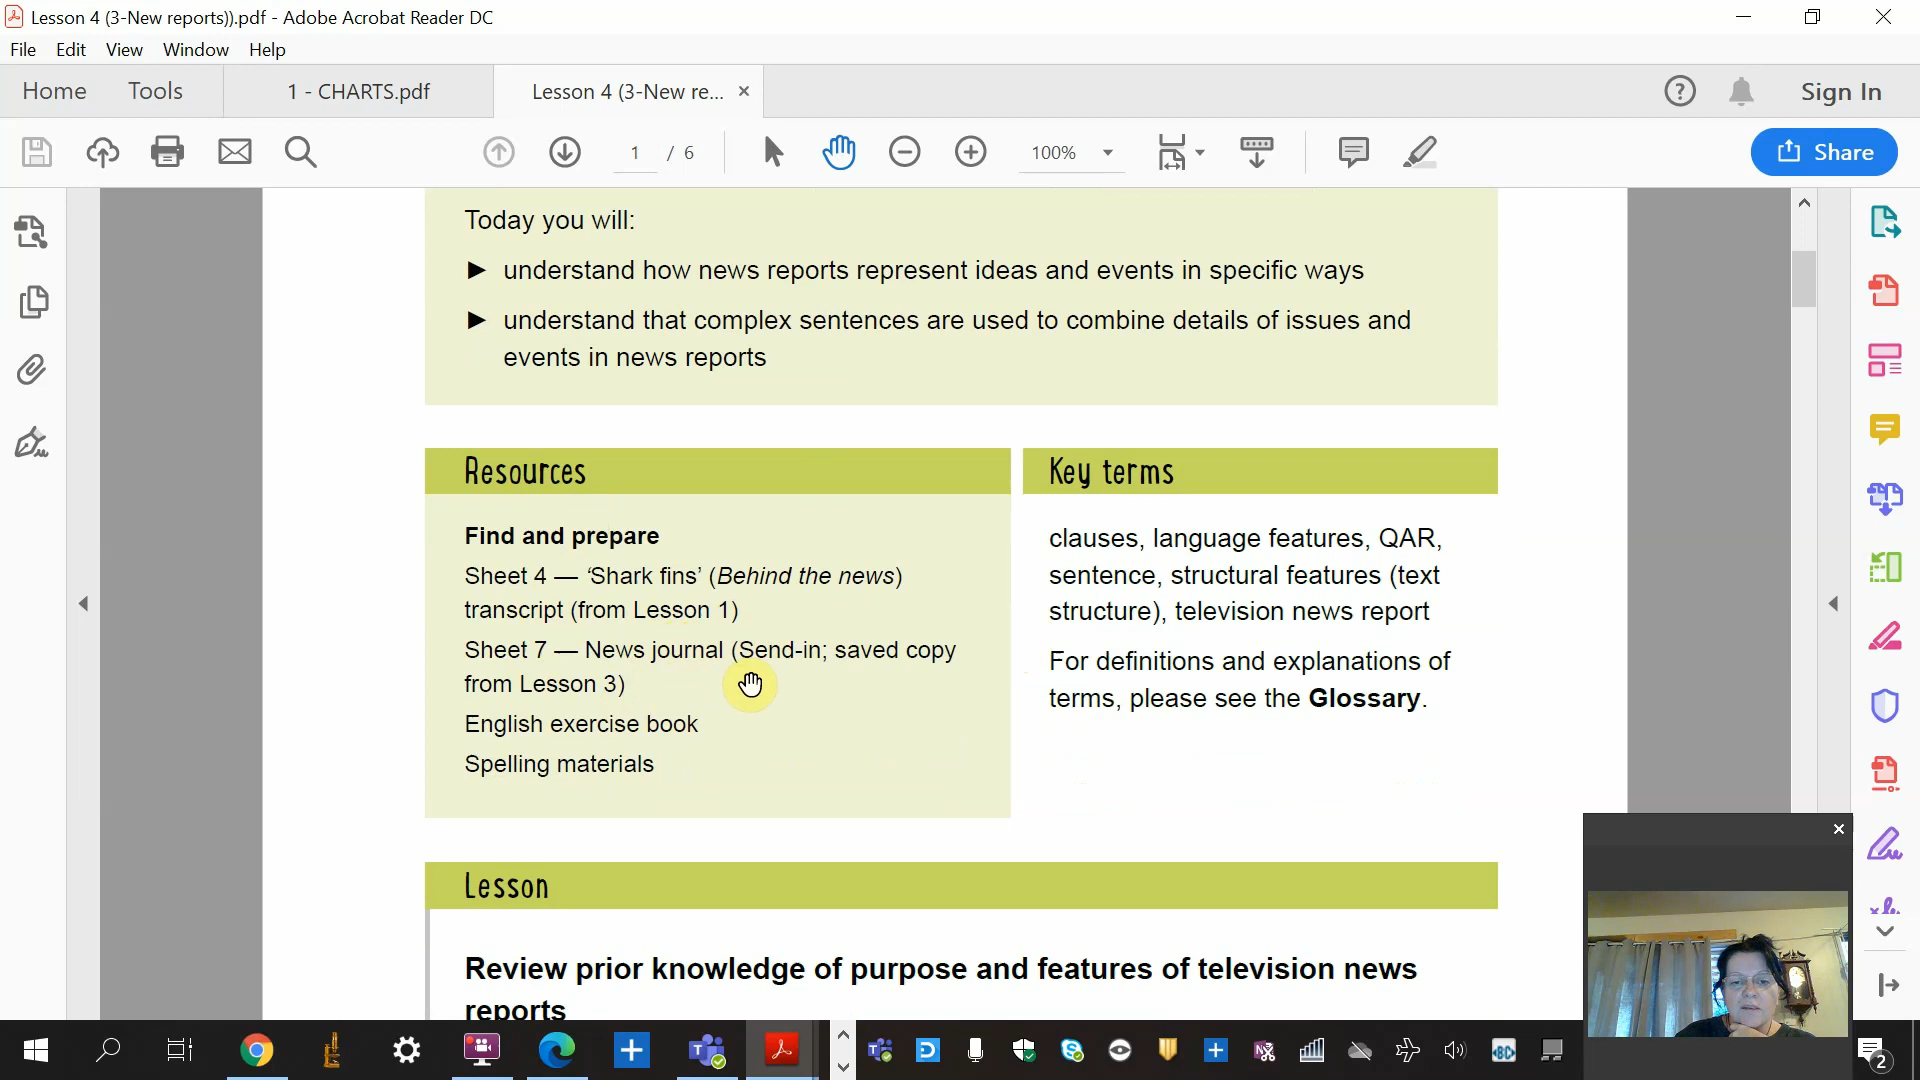 Lesson 4 (3-New reports)).pdf - Adobe Acrobat Reader DC
File Edit View Window Help
Home Tools 1 - CHARTS.pdf Lesson 4 (3-New re... × Sign In
1 / 6 100% Share
Today you will:
► understand how news reports represent ideas and events in specific ways
► understand that complex sentences are used to combine details of issues and
events in news reports
Resources
Find and prepare
Sheet 4 — ‘Shark fins’ (Behind the news)
transcript (from Lesson 1)
Sheet 7 — News journal (Send-in; saved copy
from Lesson 3)
English exercise book
Spelling materials
Key terms
clauses, language features, QAR,
sentence, structural features (text
structure), television news report
For definitions and explanations of
terms, please see the Glossary.
Lesson
Review prior knowledge of purpose and features of television news
reports
2